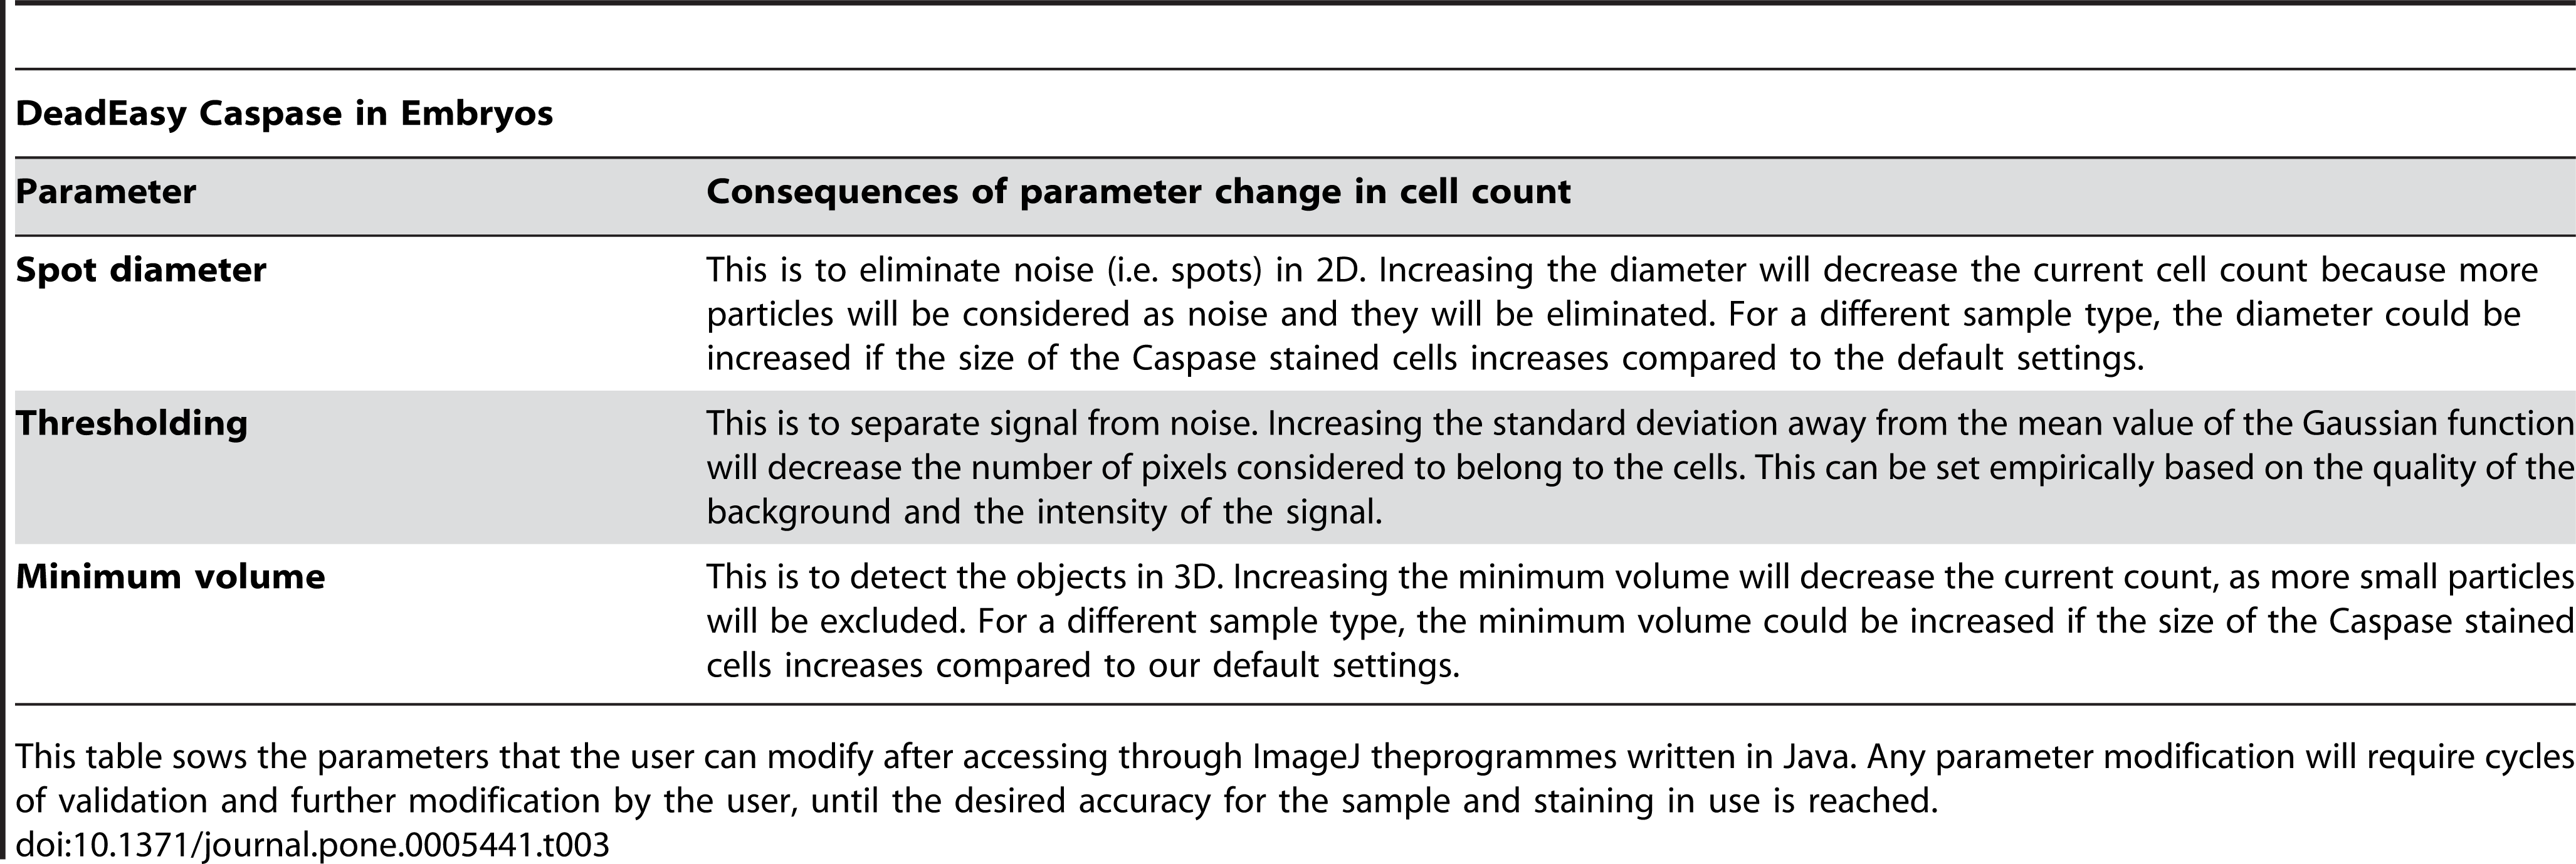 DeadEasy Caspase in Embryos
Parameter Consequences of parameter change in cell count
Spot diameter This is to eliminate noise (i.e. spots) in 2D. Increasing the diameter will decrease the current cell count because more
particles will be considered as noise and they will be eliminated. For a different sample type, the diameter could be
increased if the size of the Caspase stained cells increases compared to the default settings.
Thresholding This is to separate signal from noise. Increasing the standard deviation away from the mean value of the Gaussian function
will decrease the number of pixels considered to belong to the cells. This can be set empirically based on the quality of the
background and the intensity of the signal.
Minimum volume This is to detect the objects in 3D. Increasing the minimum volume will decrease the current count, as more small particles
will be excluded. For a different sample type, the minimum volume could be increased if the size of the Caspase stained
cells increases compared to our default settings.
This table sows the parameters that the user can modify after accessing through ImageJ theprogrammes written in Java. Any parameter modification will require cycles
of validation and further modification by the user, until the desired accuracy for the sample and staining in use is reached.
doi:10.1371/journal.pone.0005441.t003